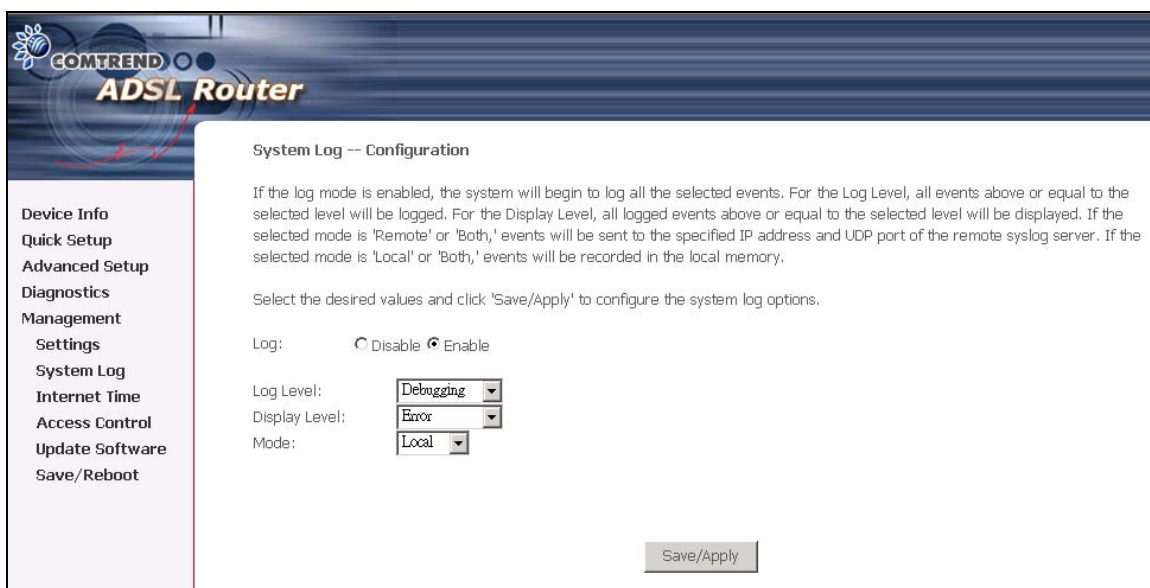 COMTREND
ADSL Router
Device Info
Quick Setup
Advanced Setup
Diagnostics
Management
Settings
System Log
Internet Time
Access Control
Update Software
Save/Reboot
System Log -- Configuration
If the log mode is enabled, the system will begin to log all the selected events. For the Log Level, all events above or equal to the
selected level will be logged. For the Display Level, all logged events above or equal to the selected level will be displayed. If the
selected mode is 'Remote' or 'Both,' events will be sent to the specified IP address and UDP port of the remote syslog server. If the
selected mode is 'Local' or 'Both,' events will be recorded in the local memory.
Select the desired values and click 'Save/Apply' to configure the system log options.
Log: Disable Enable
Log Level: Debugging
Display Level: Error
Mode: Local
Save/Apply